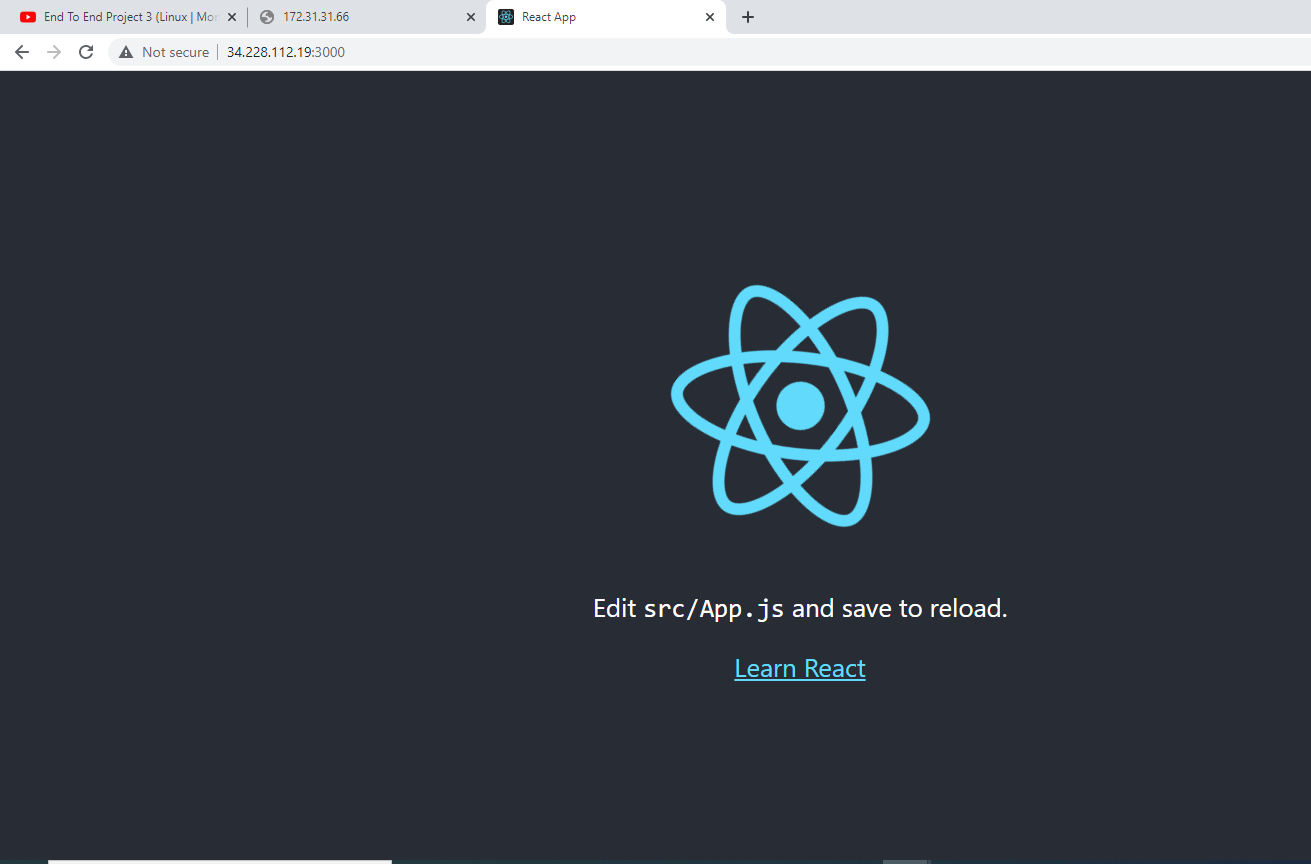 End To End Project 3 (Linux | Mo
172.31.31.66
React App
Not secure
34.228.112.19:3000
Edit src/App.js and save to reload.
Learn React